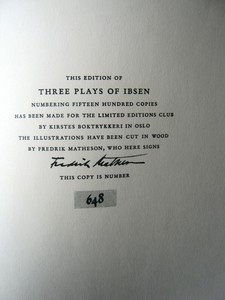 THIS EDITION OF
THREE PLAYS OF IBSEN
NUMBERING FIFTEEN HUNDRED COPIES
HAS BEEN MADE FOR THE LIMITED EDITIONS CLUB
BY KIRSTES BOKTRYKKERI IN OSLO
THE ILLUSTRATIONS HAVE BEEN CUT IN WOOD
BY FREDRIK MATHESON, WHO HERE SIGNS
Fredrik Matheson
THIS COPY IS NUMBER
648